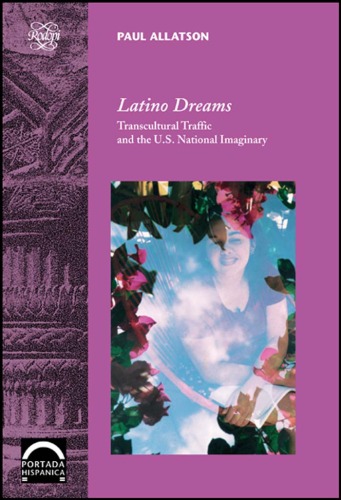 Rodopi
PAUL ALLATSON
Latino Dreams
Transcultural Traffic
and the U.S. National Imaginary
PORTADA
HISPANICA